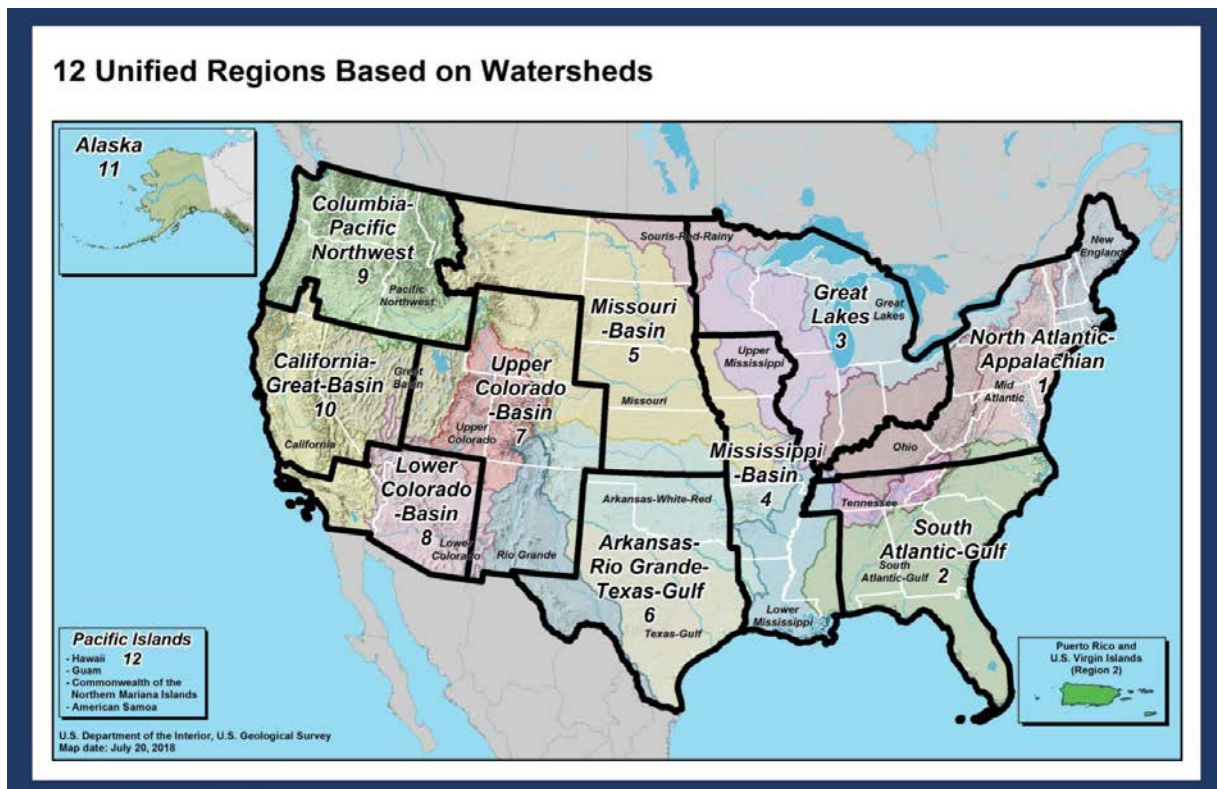 12 Unified Regions Based on Watersheds
Alaska
11
Columbia-
Pacific
Northwest
9
Pacific
Northwest
Souris-Red-Rainy
New
England
Missouri
-Basin
5
Missouri
Great
Lakes
3
Great
Lakes
North Atlantic-
Appalachian
1
Mid
Atlantic
California-
Great-Basin
10
Great
Basin
California
Upper
Colorado
-Basin
7
Upper
Colorado
Upper
Mississippi
Ohio
Mississippi
-Basin
4
Lower
Colorado
-Basin
8
Lower
Colorado
Rio Grande
Arkansas-White-Red
Arkansas-
Rio Grande-
Texas-Gulf
6
Texas-Gulf
Lower
Mississippi
Tennessee
South
Atlantic-Gulf
2
South
Atlantic-Gulf
Pacific Islands
12
- Hawaii
- Guam
- Commonwealth of the
Northern Mariana Islands
- American Samoa
Puerto Rico and
U.S. Virgin Islands
(Region 2)
U.S. Department of the Interior, U.S. Geological Survey
Map date: July 20, 2018